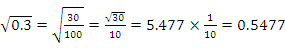 √0.3 = √(30/100) = √30/10 = 5.477 × 1/10 = 0.5477